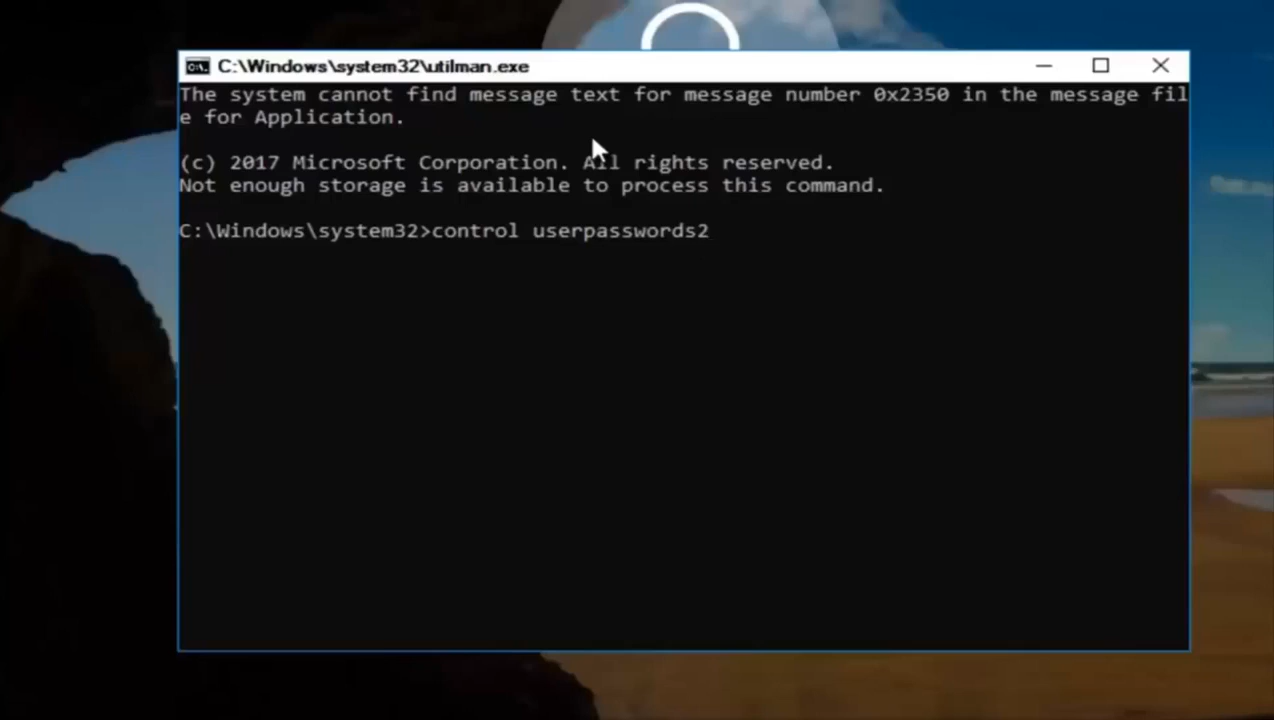 C:\Windows\system32\utilman.exe
The system cannot find message text for message number 0x2350 in the message fil
e for Application.
(c) 2017 Microsoft Corporation. All rights reserved.
Not enough storage is available to process this command.
C:\Windows\system32>control userpasswords2